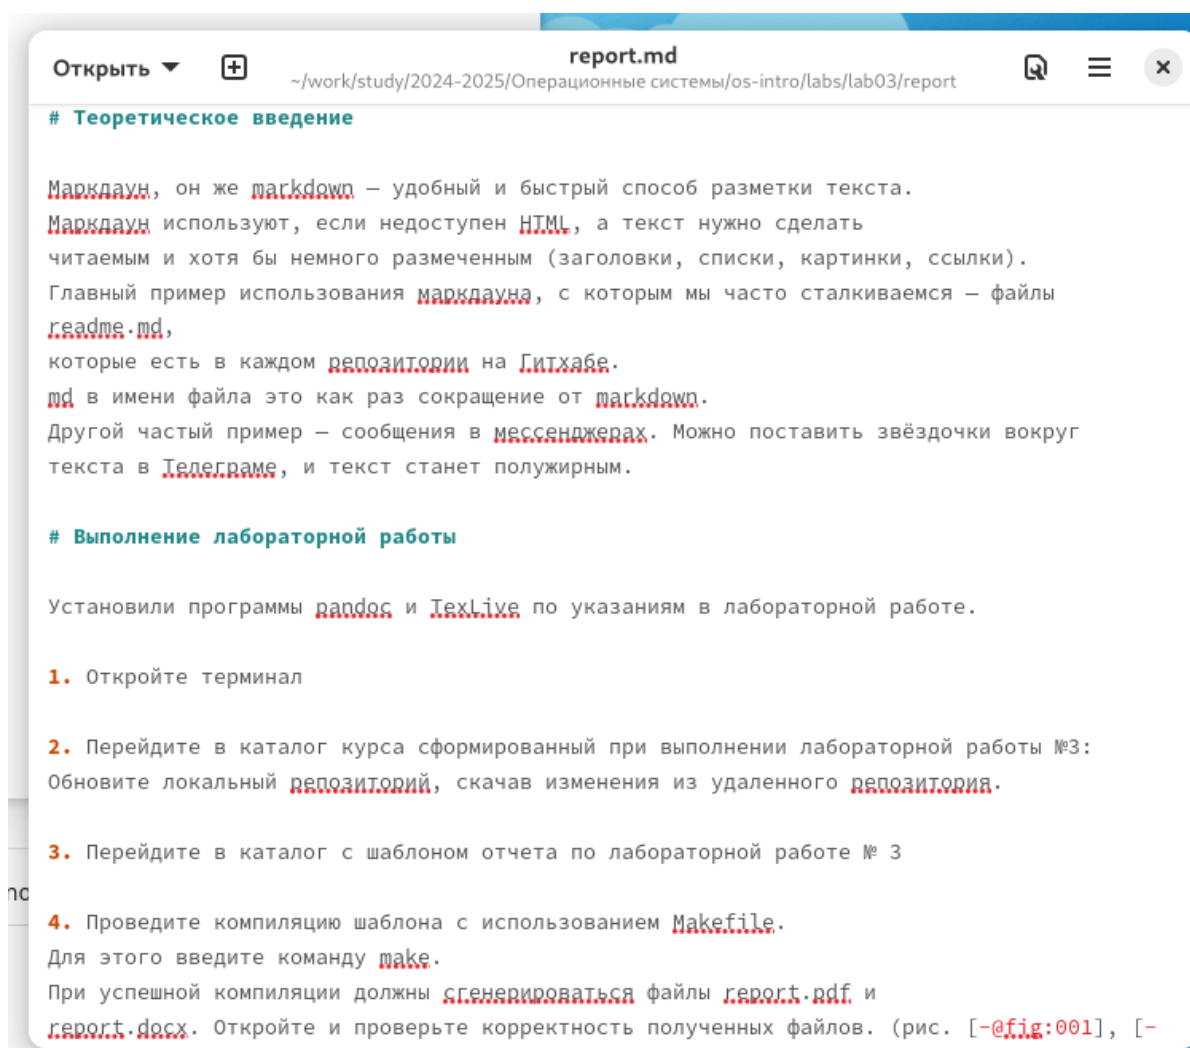 Открыть
report.md
~/work/study/2024-2025/Операционные системы/os-intro/labs/lab03/report
# Теоретическое введение
Маркдаун, он же markdown — удобный и быстрый способ разметки текста.
Маркдаун используют, если недоступен HTML, а текст нужно сделать
читаемым и хотя бы немного размеченным (заголовки, списки, картинки, ссылки).
Главный пример использования маркдауна, с которым мы часто сталкиваемся — файлы
readme.md,
которые есть в каждом репозитории на Гитхабе.
md в имени файла это как раз сокращение от markdown.
Другой частый пример — сообщения в мессенджерах. Можно поставить звёздочки вокруг
текста в Телеграме, и текст станет полужирным.
# Выполнение лабораторной работы
Установили программы pandoc и TexLive по указаниям в лабораторной работе.
1. Откройте терминал
2. Перейдите в каталог курса сформированный при выполнении лабораторной работы №3:
Обновите локальный репозиторий, скачав изменения из удаленного репозитория.
3. Перейдите в каталог с шаблоном отчета по лабораторной работе № 3
4. Проведите компиляцию шаблона с использованием Makefile.
Для этого введите команду make.
При успешной компиляции должны сгенерироваться файлы report.pdf и
report.docx. Откройте и проверьте корректность полученных файлов. (рис. [-@fig:001], [-